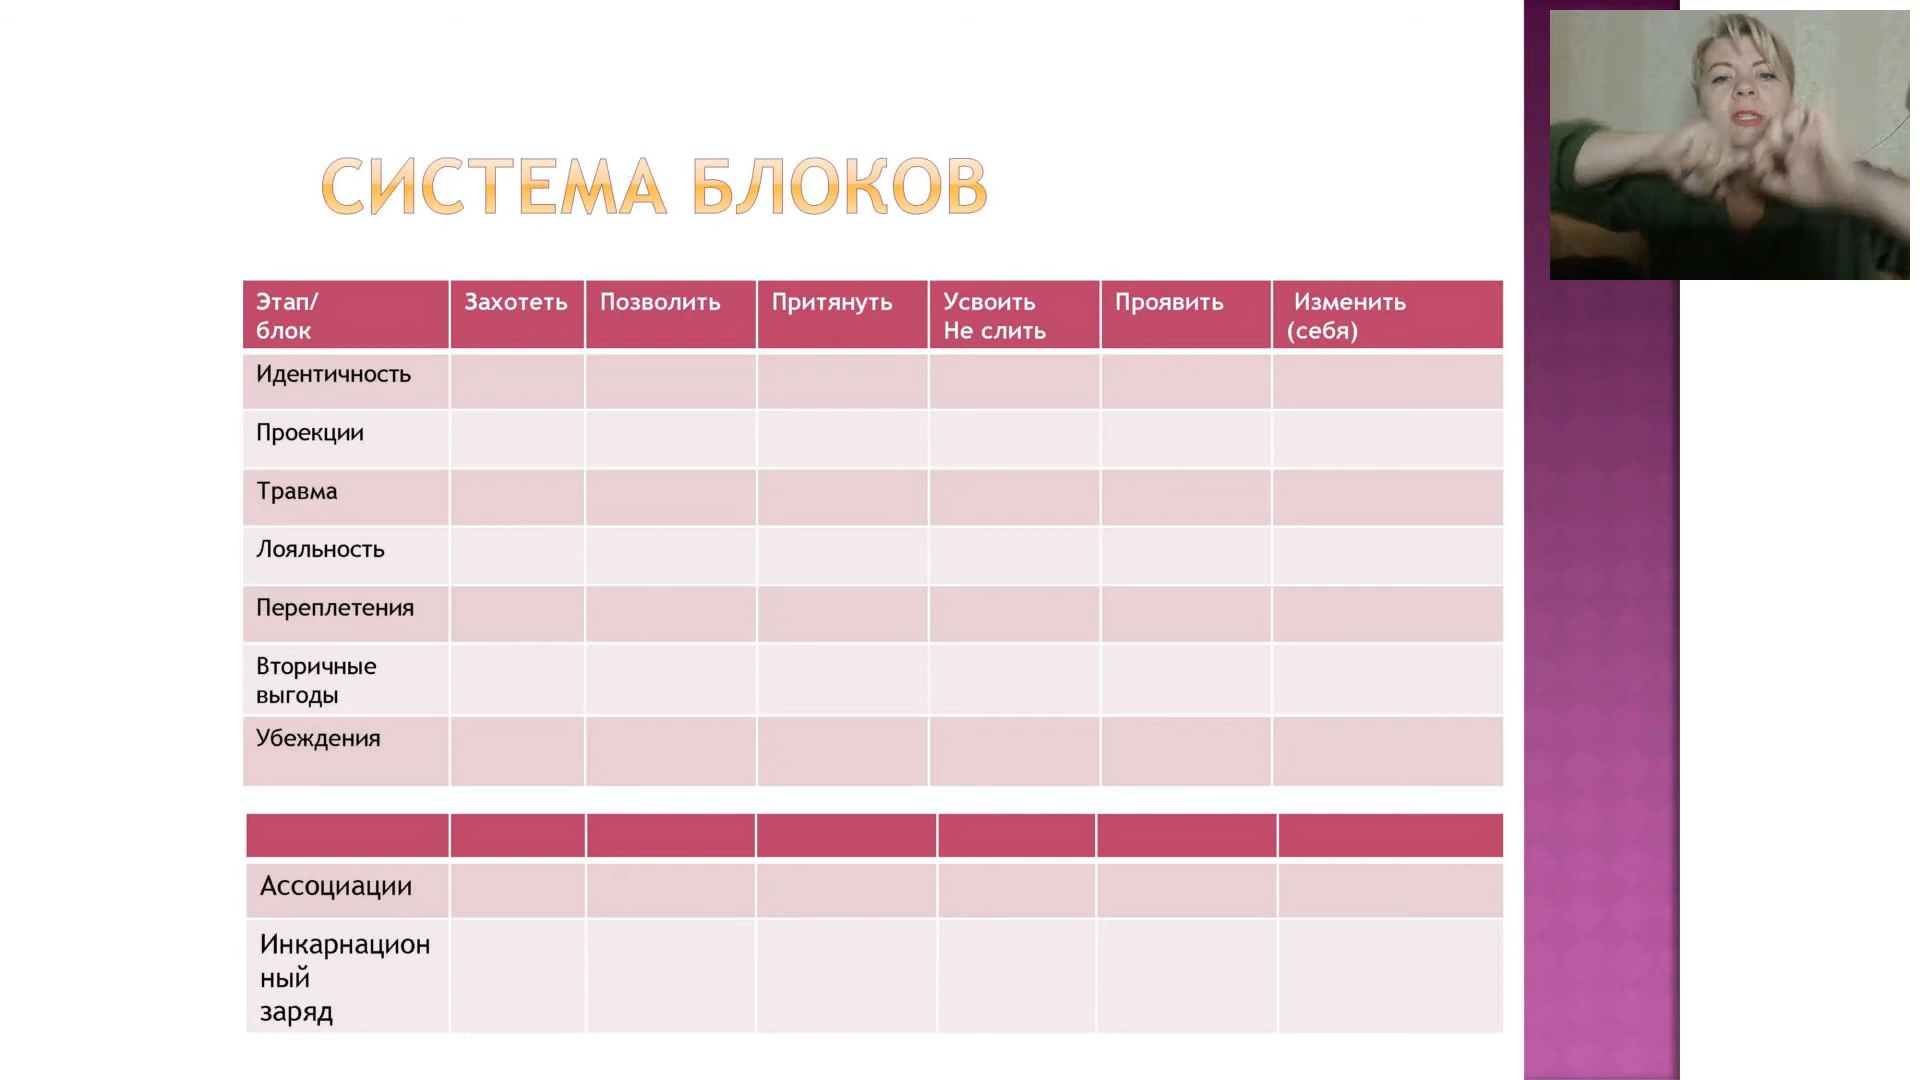 СИСТЕМА БЛОКОВ
Этап/ Захотеть Позволить Притянуть Усвоить Проявить Изменить
блок Не слить (себя)
Идентичность
Проекции
Травма
Лояльность
Переплетения
Вторичные
выгоды
Убеждения
Ассоциации
Инкарнацион
ный
заряд